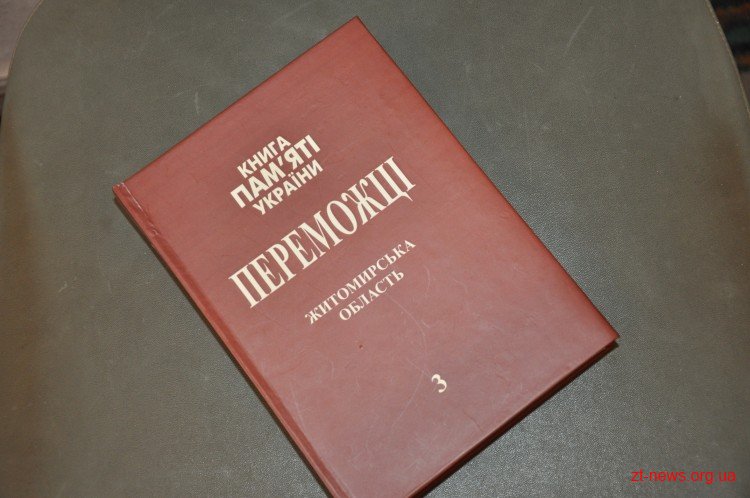 КНИГА
ПАМ'ЯТІ
УКРАЇНИ
ПЕРЕМОЖЦІ
ЖИТОМИРСЬКА
ОБЛАСТЬ
3
zt-news.org.ua